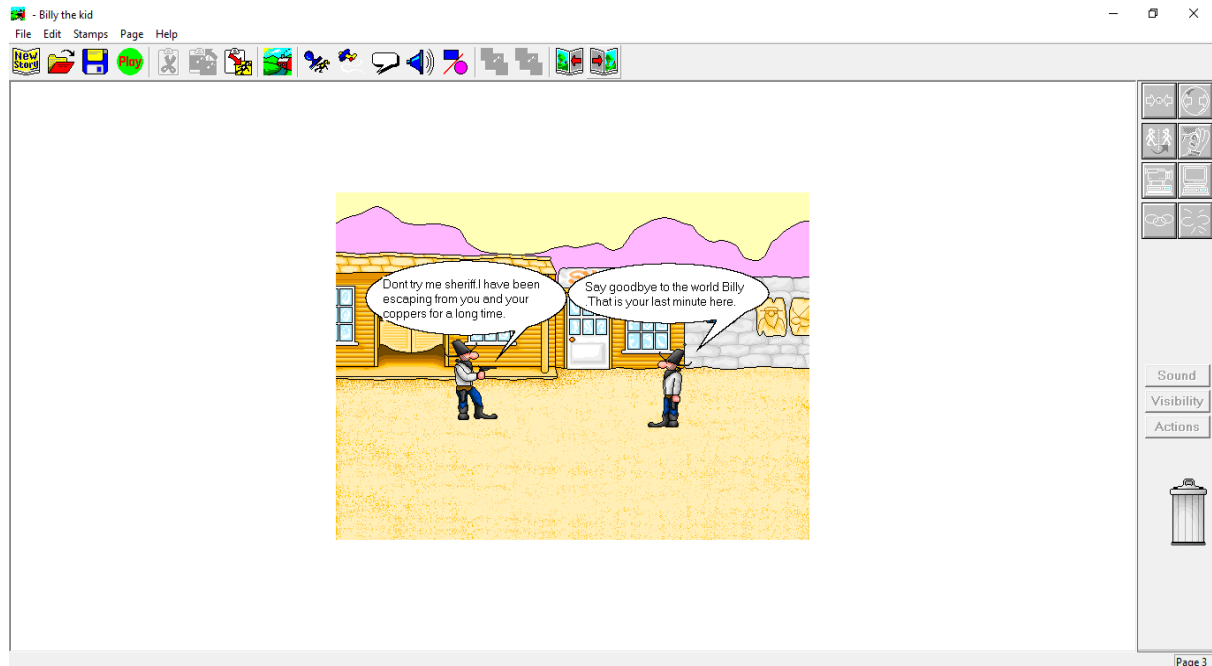 - Billy the kid
File Edit Stamps Page Help
New Story Play
Dont try me sheriff.I have been
escaping from you and your
coppers for a long time.
Say goodbye to the world Billy
.That is your last minute here.
Sound
Visibility
Actions
Page 3